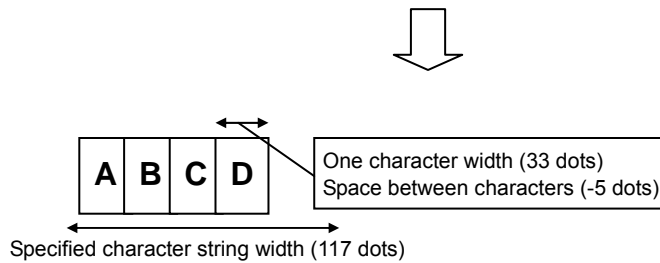 A B C D
One character width (33 dots)
Space between characters (-5 dots)
Specified character string width (117 dots)